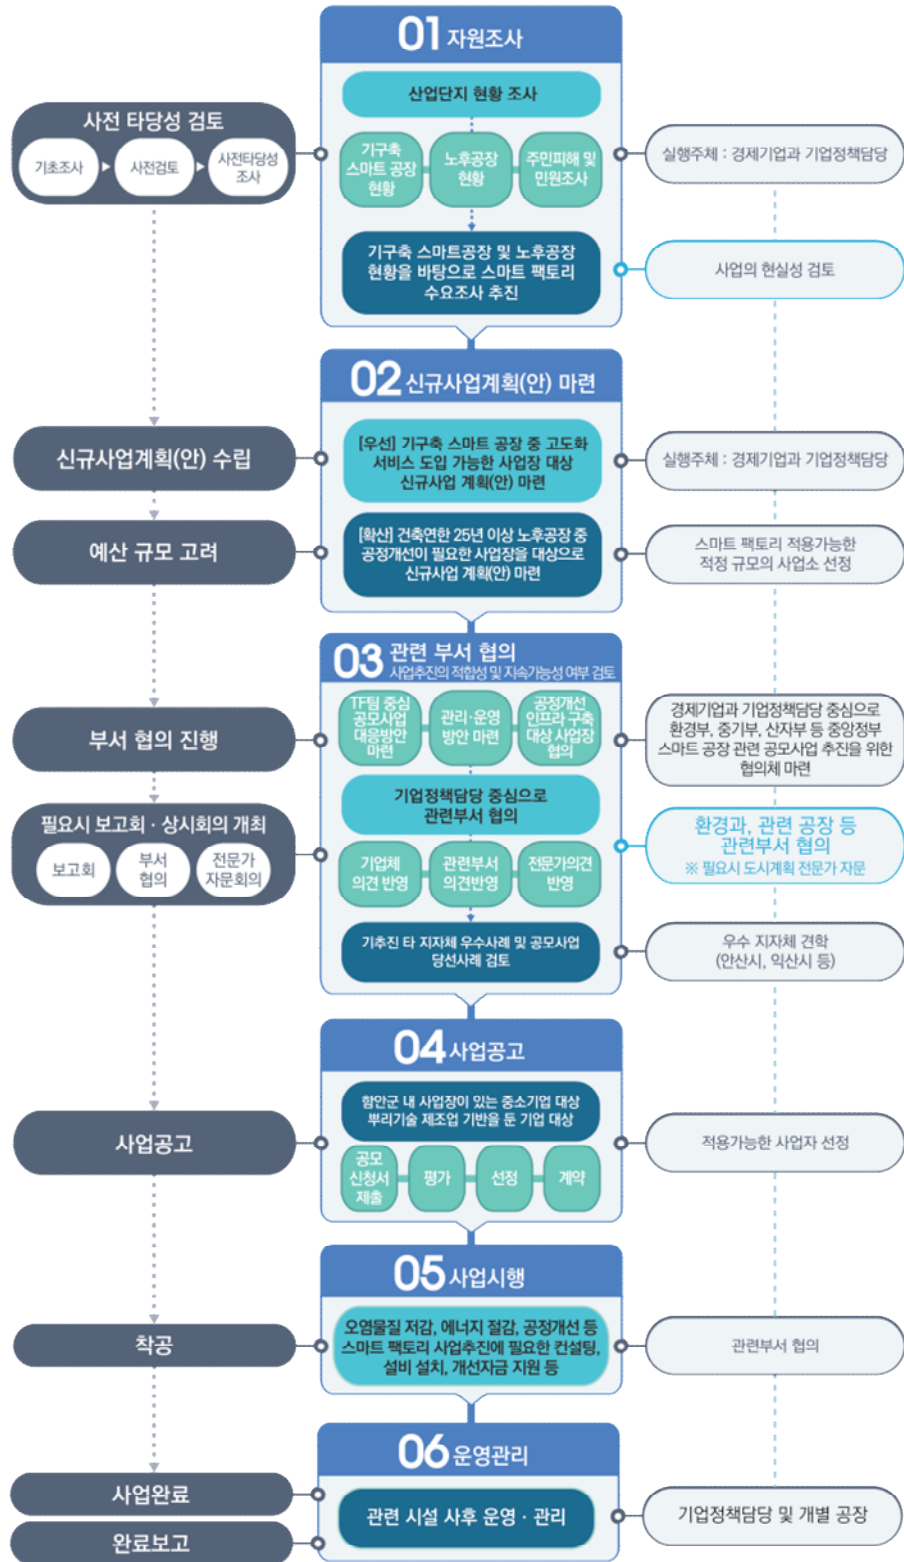 01 자원조사
산업단지 현황 조사
사전 타당성 검토
기초조사
사전검토
사전타당성
조사
기구축
스마트 공장
현황
노후공장
현황
주민피해 및
민원조사
실행주체 : 경제기업과 기업정책담당
기구축 스마트공장 및 노후공장
현황을 바탕으로 스마트 팩토리
수요조사 추진
사업의 현실성 검토
02 신규사업계획(안) 마련
신규사업계획(안) 수립
[우선] 기구축 스마트 공장 중 고도화
서비스 도입 가능한 사업장 대상
신규사업 계획(안) 마련
실행주체 : 경제기업과 기업정책담당
예산 규모 고려
[확산] 건축연한 25년 이상 노후공장 중
공정개선이 필요한 사업장을 대상으로
신규사업 계획(안) 마련
스마트 팩토리 적용가능한
적정 규모의 사업소 선정
03 관련 부서 협의
사업추진의 적합성 및 지속가능성 여부 검토
부서 협의 진행
TF팀 중심
공모사업
대응방안
마련
관리·운영
방안 마련
공정개선
인프라 구축
대상 사업장
협의
경제기업과 기업정책담당 중심으로
환경부, 중기부, 산자부 등 중앙정부
스마트 공장 관련 공모사업 추진을 위한
협의체 마련
기업정책담당 중심으로
관련부서 협의
필요시 보고회 · 상시회의 개최
보고회
부서
협의
전문가
자문회의
기업체
의견 반영
관련부서
의견반영
전문가의견
반영
환경과, 관련 공장 등
관련부서 협의
※ 필요시 도시계획 전문가 자문
기추진 타 지자체 우수사례 및 공모사업
당선사례 검토
우수 지자체 견학
(안산시, 익산시 등)
04 사업공고
함안군 내 사업장이 있는 중소기업 대상
뿌리기술 제조업 기반을 둔 기업 대상
사업공고
공모
신청서
제출
평가
선정
계약
적용가능한 사업자 선정
05 사업시행
착공
오염물질 저감, 에너지 절감, 공정개선 등
스마트 팩토리 사업추진에 필요한 컨설팅,
설비 설치, 개선자금 지원 등
관련부서 협의
06 운영관리
사업완료
완료보고
관련 시설 사후 운영 · 관리
기업정책담당 및 개별 공장